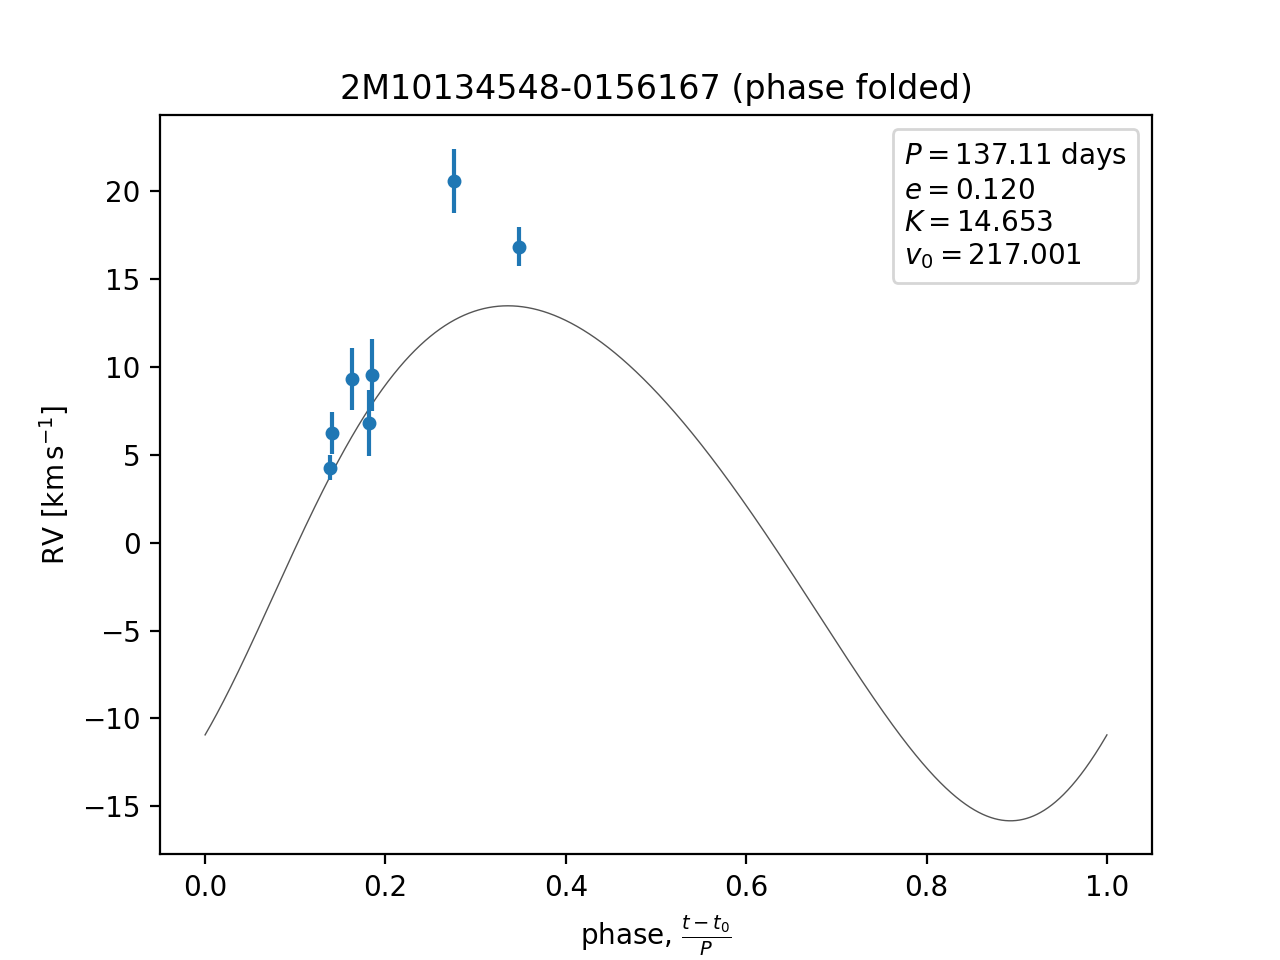 2M10134548-0156167 (phase folded)
P = 137.11 days
e = 0.120
K = 14.653
v₀ = 217.001
RV [km s⁻¹]
20
15
10
5
0
−5
−10
−15
0.0 0.2 0.4 0.6 0.8 1.0
phase, (t − t₀)/P